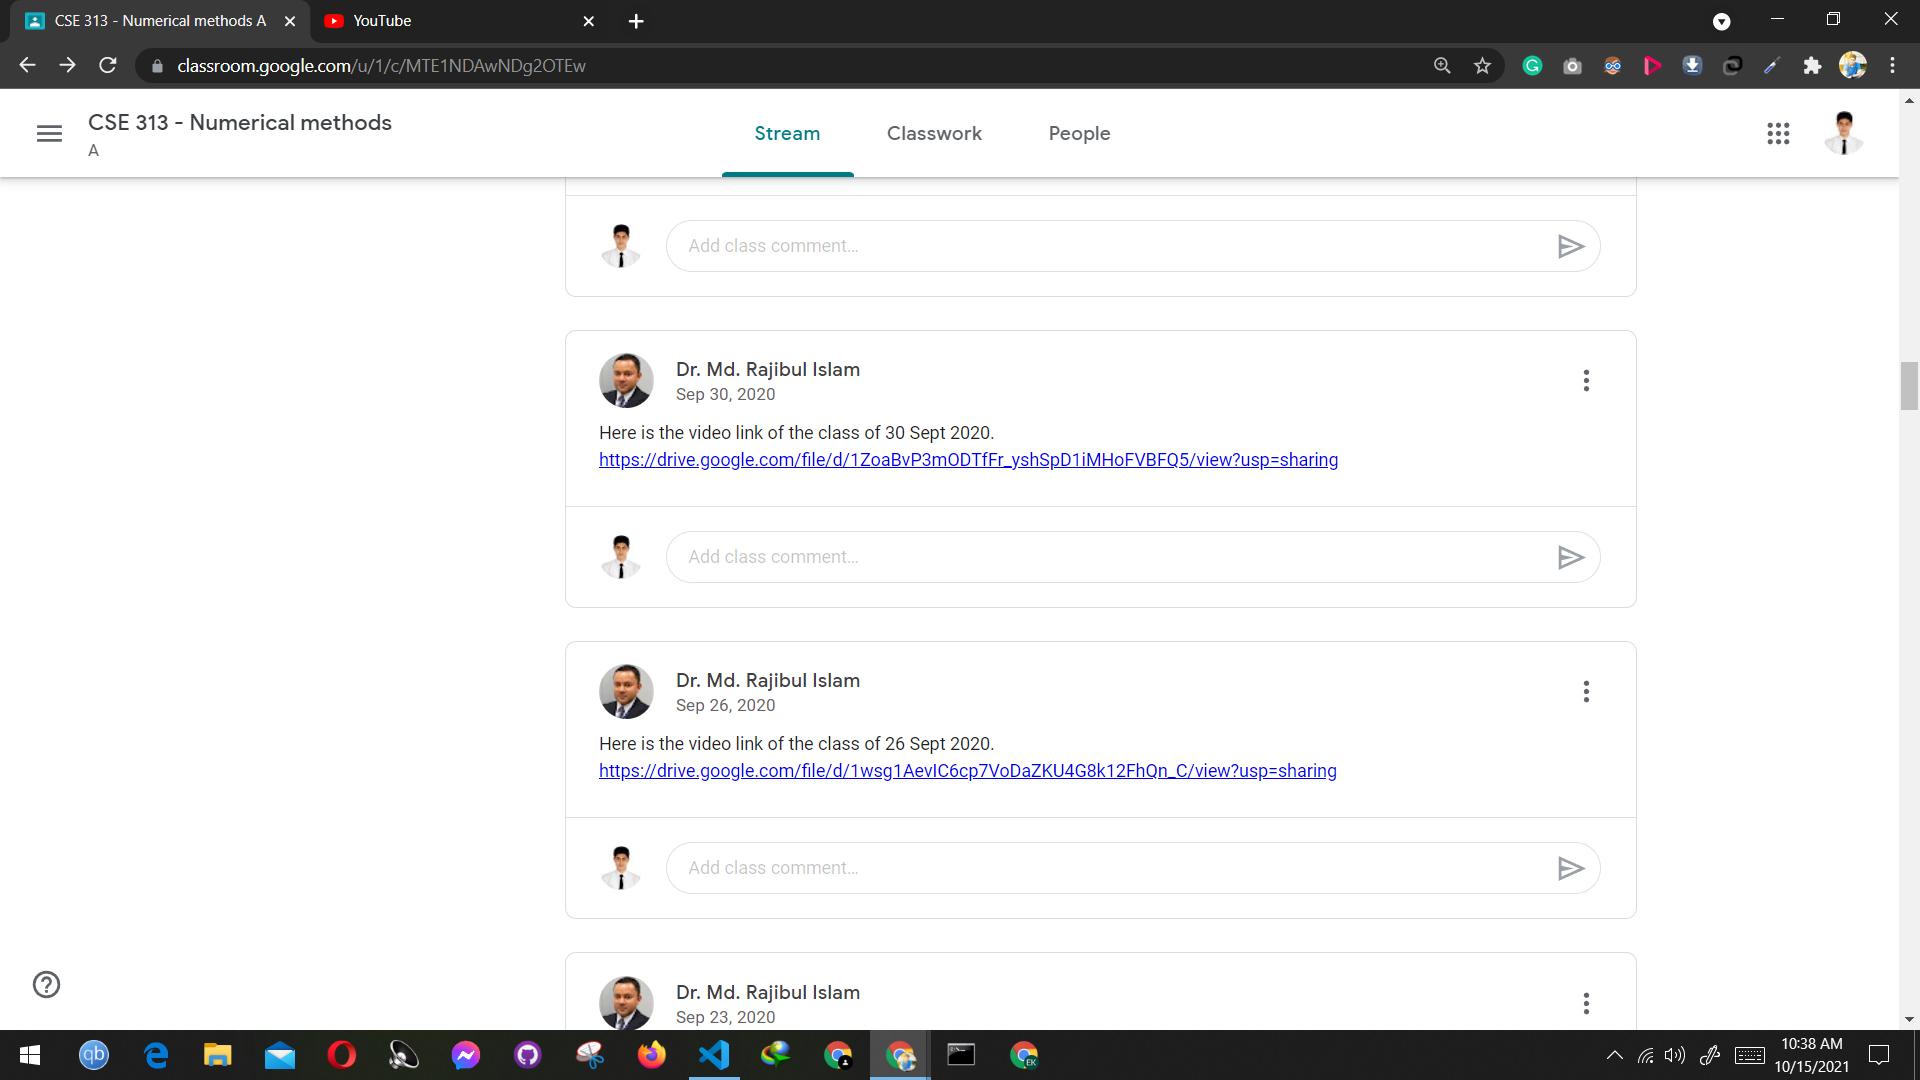 CSE 313 - Numerical methods A
YouTube
classroom.google.com/u/1/c/MTE1NDAwNDg2OTEw
CSE 313 - Numerical methods
A
Stream
Classwork
People
Add class comment...
Dr. Md. Rajibul Islam
Sep 30, 2020
Here is the video link of the class of 30 Sept 2020.
https://drive.google.com/file/d/1ZoaBvP3mODTfFr_yshSpD1iMHoFVBFQ5/view?usp=sharing
Add class comment...
Dr. Md. Rajibul Islam
Sep 26, 2020
Here is the video link of the class of 26 Sept 2020.
https://drive.google.com/file/d/1wsg1AevIC6cp7VoDaZKU4G8k12FhQn_C/view?usp=sharing
Add class comment...
Dr. Md. Rajibul Islam
Sep 23, 2020
qb
EK
10:38 AM
10/15/2021